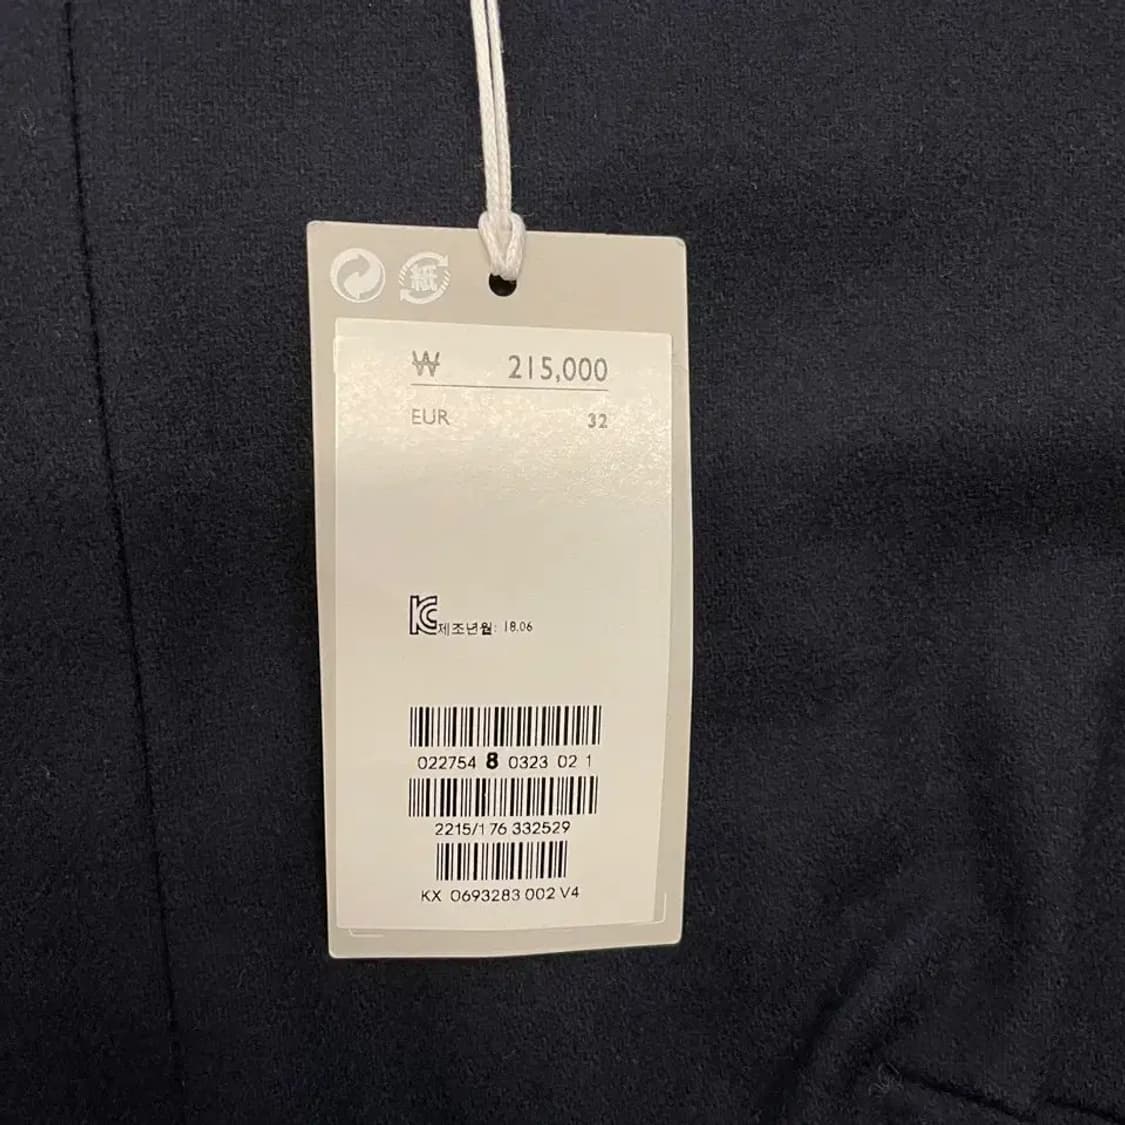 紙
₩ 215,000
EUR 32
KC 제조년월: 18.06
022754 8 0323 02 1
2215/176 332529
KX 0693283 002 V4